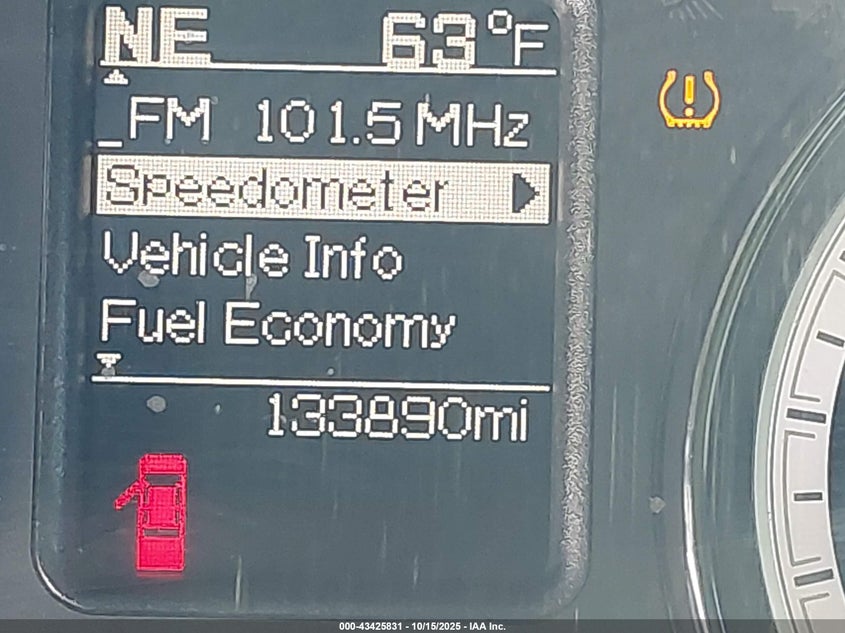 NE 63°F
_FM 101.5 MHz
Speedometer
Vehicle Info
Fuel Economy
133890mi
000-43425831 - 10/15/2025 - IAA Inc.